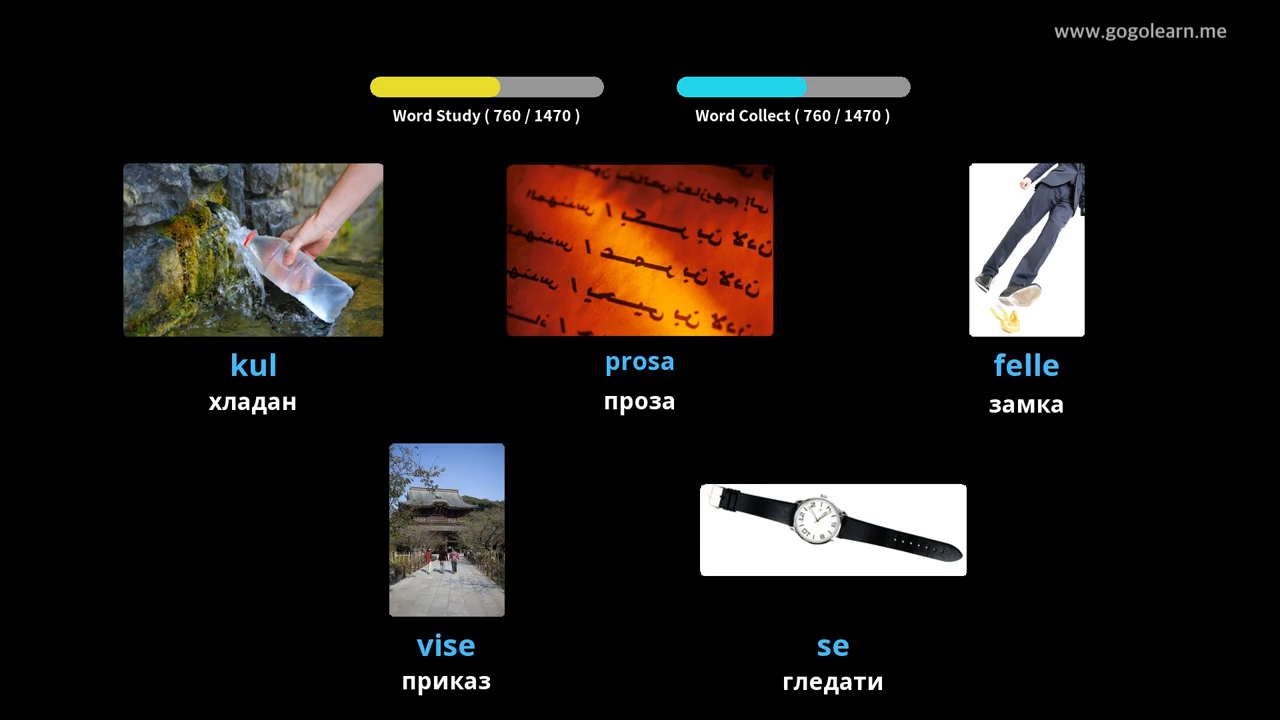 www.gogolearn.me
Word Study ( 760 / 1470 )
Word Collect ( 760 / 1470 )
kul
хладан
prosa
проза
felle
замка
vise
приказ
se
гледати